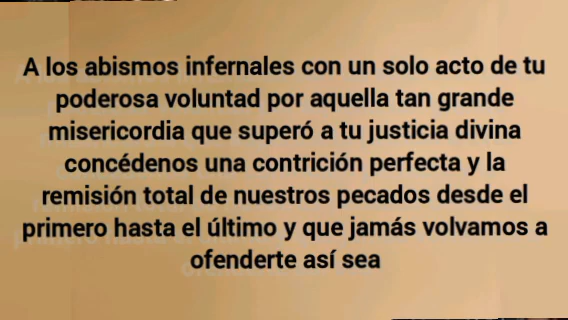 A los abismos infernales con un solo acto de tu
poderosa voluntad por aquella tan grande
misericordia que superó a tu justicia divina
concédenos una contrición perfecta y la
remisión total de nuestros pecados desde el
primero hasta el último y que jamás volvamos a
ofenderte así sea